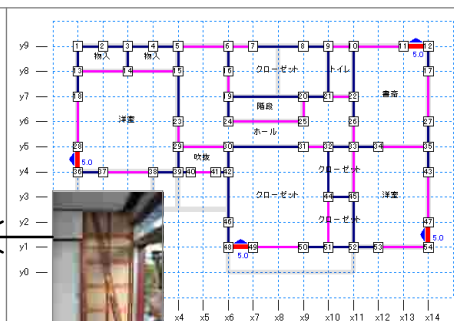 y9 1 2 3 4 5 6 7 8 9 10 11 12
物入 物入 5.0
y8 13 14 15 16 クローゼット トイレ 17
y7 18 19 20 21 22 書斎
階段
y6 洋室 23 24 25 26
ホール
y5 28 29 30 31 32 33 34 35
5.0 吹抜
y4 36 37 38 39 40 41 42 クローゼット 43
クローゼット 44 45 洋室
y2 46 クローゼット 47
5.0
y1 48 49 50 51 52 53 54
5.0
y0
x4 x5 x6 x7 x8 x9 x10 x11 x12 x13 x14